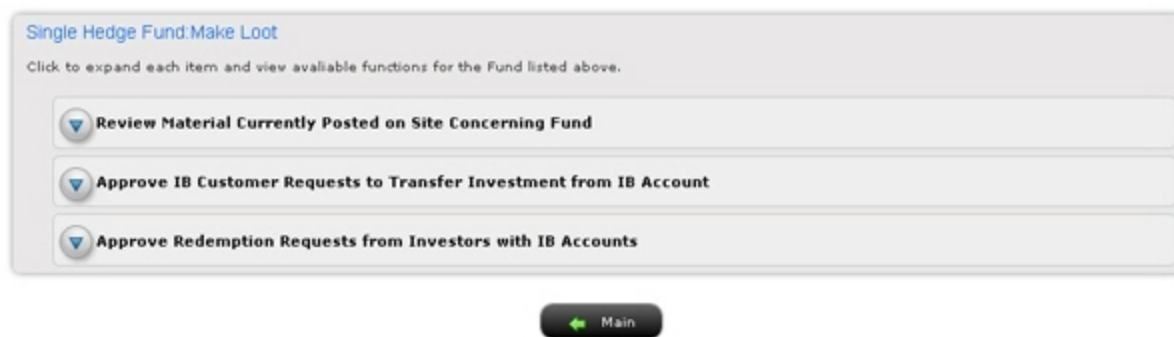 Single Hedge Fund:Make Loot
Click to expand each item and view avaliable functions for the Fund listed above.
Review Material Currently Posted on Site Concerning Fund
Approve IB Customer Requests to Transfer Investment from IB Account
Approve Redemption Requests from Investors with IB Accounts
Main